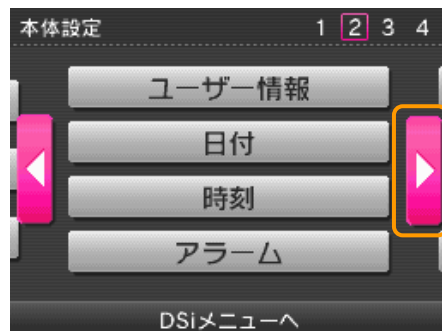 本体設定 1 2 3 4
ユーザー情報
日付
時刻
アラーム
DSiメニューへ